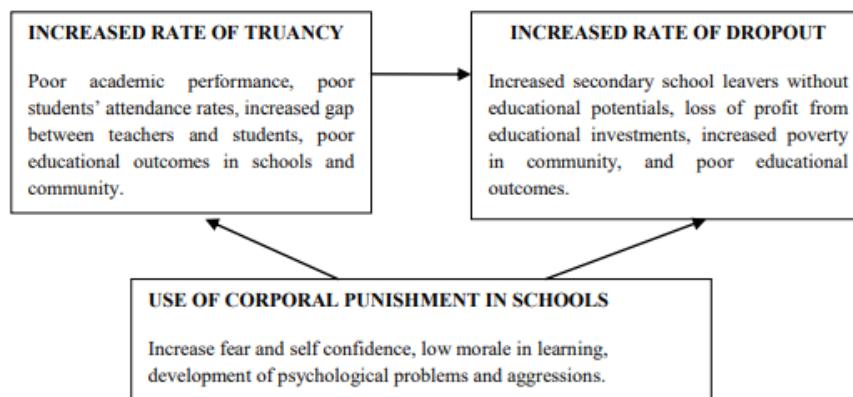 INCREASED RATE OF TRUANCY
Poor academic performance, poor
students’ attendance rates, increased gap
between teachers and students, poor
educational outcomes in schools and
community.
INCREASED RATE OF DROPOUT
Increased secondary school leavers without
educational potentials, loss of profit from
educational investments, increased poverty
in community, and poor educational
outcomes.
USE OF CORPORAL PUNISHMENT IN SCHOOLS
Increase fear and self confidence, low morale in learning,
development of psychological problems and aggressions.